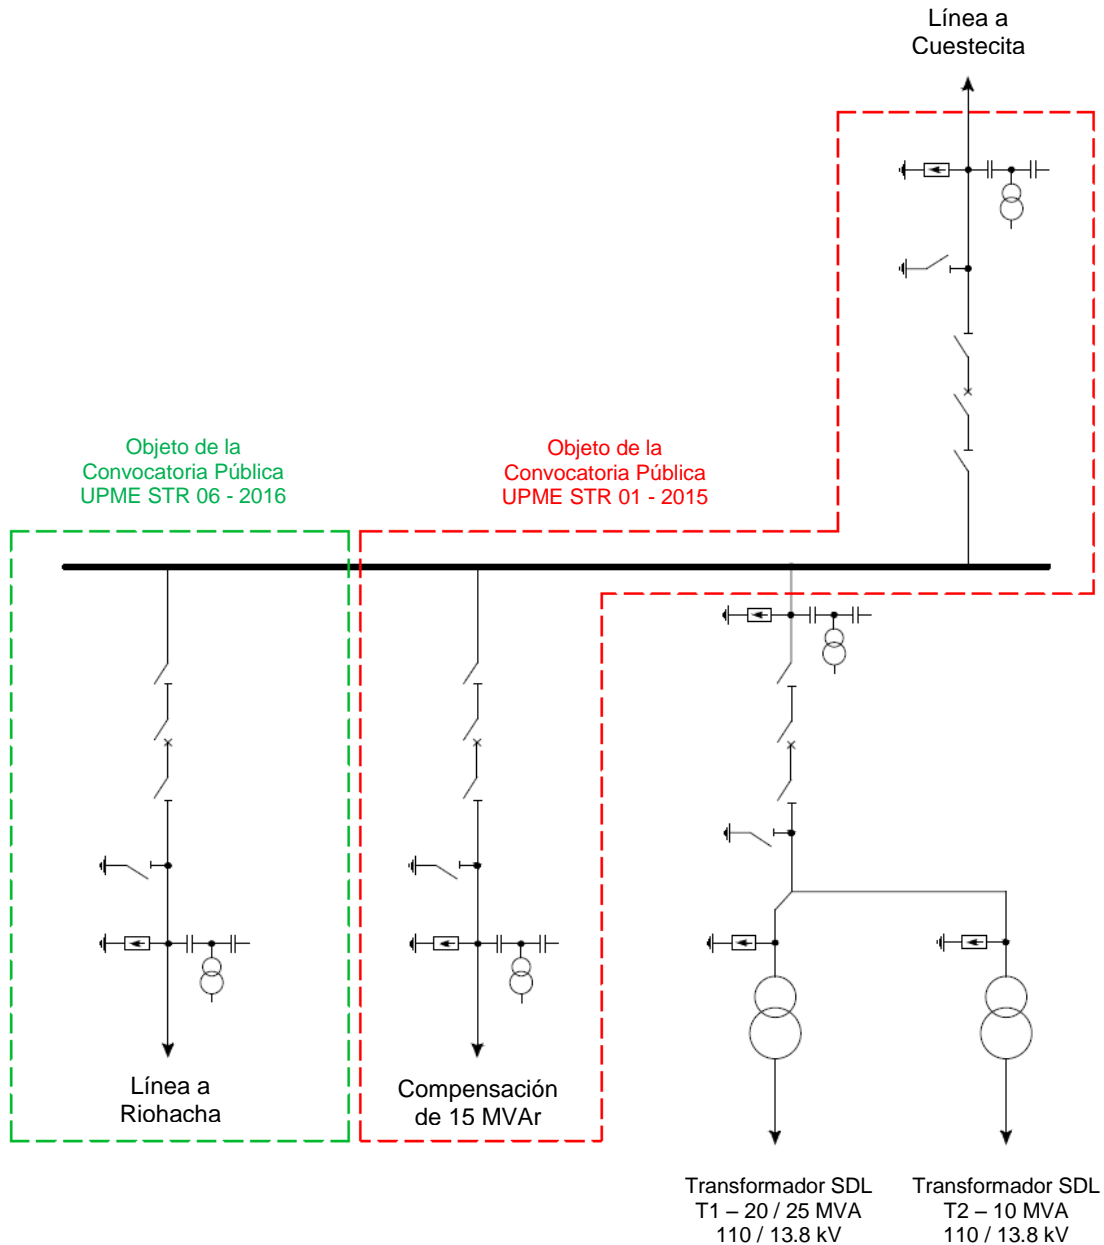 Línea a
Cuestecita
Objeto de la
Convocatoria Pública
UPME STR 06 - 2016
Objeto de la
Convocatoria Pública
UPME STR 01 - 2015
Línea a
Riohacha
Compensación
de 15 MVAr
Transformador SDL
T1 – 20 / 25 MVA
110 / 13.8 kV
Transformador SDL
T2 – 10 MVA
110 / 13.8 kV